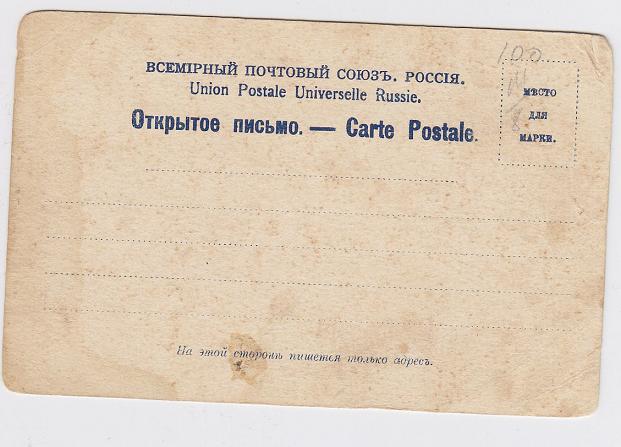 ВСЕМІРНЫЙ ПОЧТОВЫЙ СОЮЗЪ. РОССІЯ.
Union Postale Universelle Russie.
Открытое письмо. — Carte Postale.
100
МѢСТО
ДЛЯ
МАРКИ.
На этой сторонѣ пишется только адресъ.